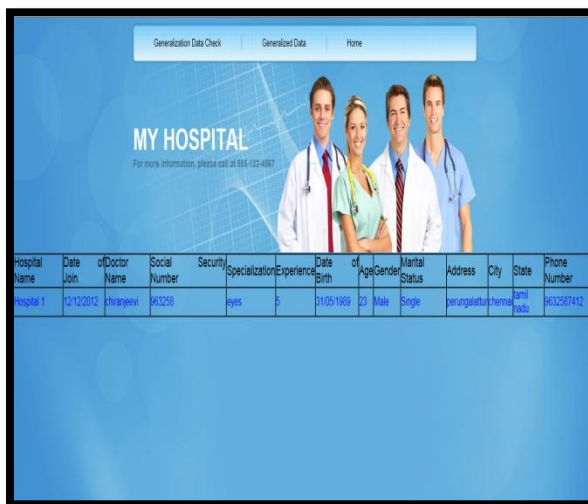 Generalization Data Check Generalized Data Home
MY HOSPITAL
For more information, please call at 555-123-4567
Hospital Name Date of Join Doctor Name Social Security Number Specialization Experience Date of Birth Age Gender Marital Status Address City State Phone Number
Hospital 1 12/12/2012 chiranjeevi 963258 eyes 5 31/05/1989 23 Male Single perungalattur chennai tamil nadu 9632587412